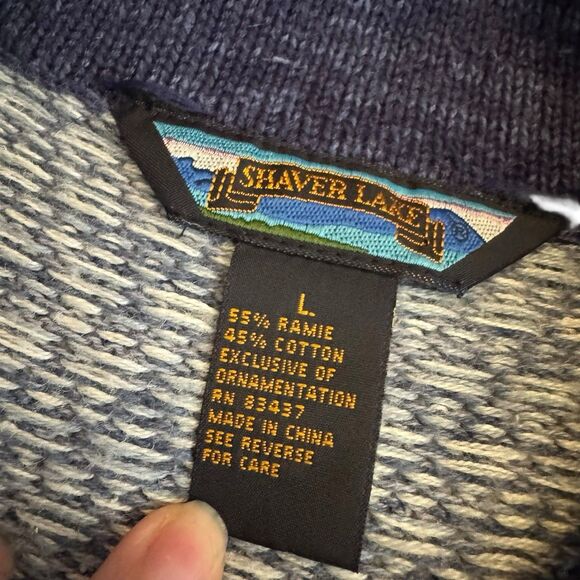 SHAVER LAKE
®
L
55% RAMIE
45% COTTON
EXCLUSIVE OF
ORNAMENTATION
RN 83437
MADE IN CHINA
SEE REVERSE
FOR CARE